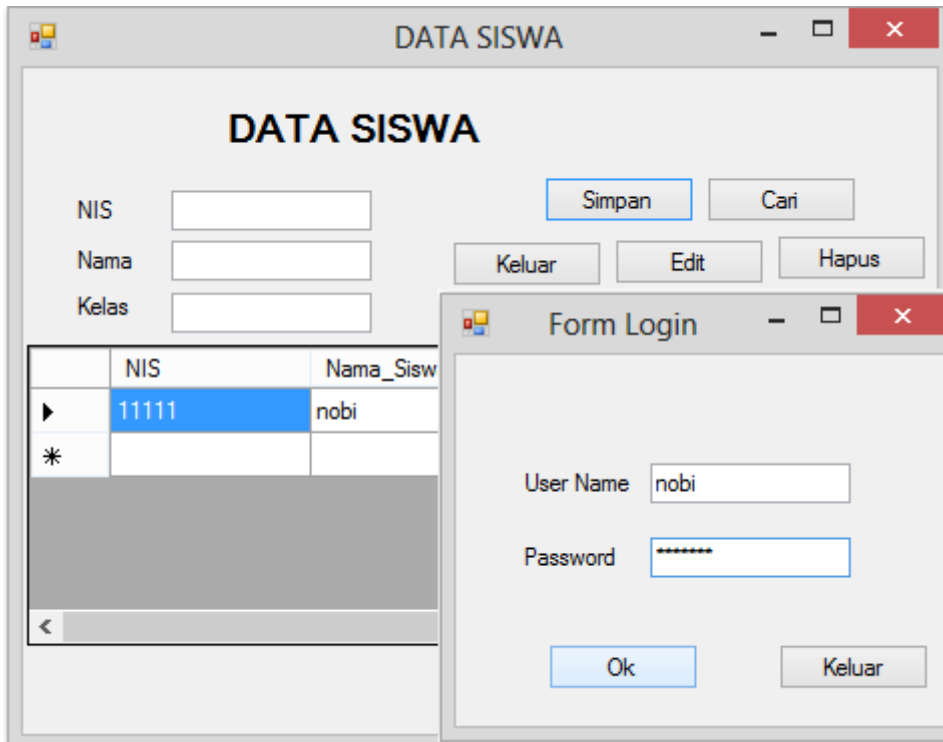 DATA SISWA
DATA SISWA
NIS
Nama
Kelas
Simpan Cari
Keluar Edit Hapus
NIS Nama_Sisw
11111 nobi
Form Login
User Name nobi
Password *******
Ok Keluar